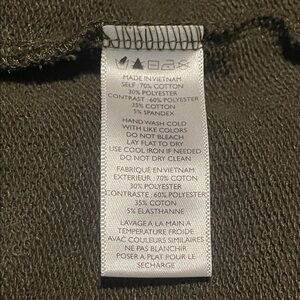 MADE IN VIETNAM
SELF: 70% COTTON
30% POLYESTER
CONTRAST: 60% POLYESTER
35% COTTON
5% SPANDEX
HAND WASH COLD
WITH LIKE COLORS
DO NOT BLEACH
LAY FLAT TO DRY
USE COOL IRON IF NEEDED
DO NOT DRY CLEAN
FABRIQUE EN VIETNAM
EXTERIEUR: 70% COTON
30% POLYESTER
CONTRASTE: 60% POLYESTER
35% COTON
5% ELASTHANNE
LAVAGE A LA MAIN A
TEMPERATURE FROIDE
AVEC COULEURS SIMILAIRES
NE PAS BLANCHIR
POSER A PLAT POUR LE
SECHARGE